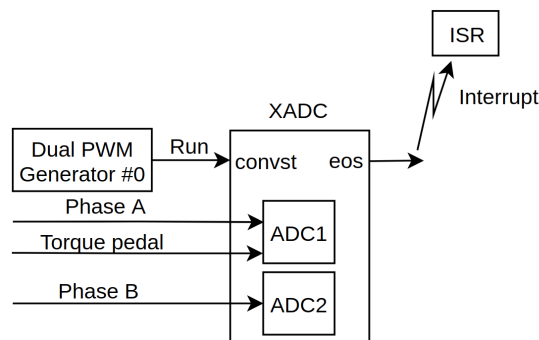 ISR
Interrupt
XADC
Dual PWM
Generator #0
Run
convst
eos
Phase A
ADC1
Torque pedal
Phase B
ADC2